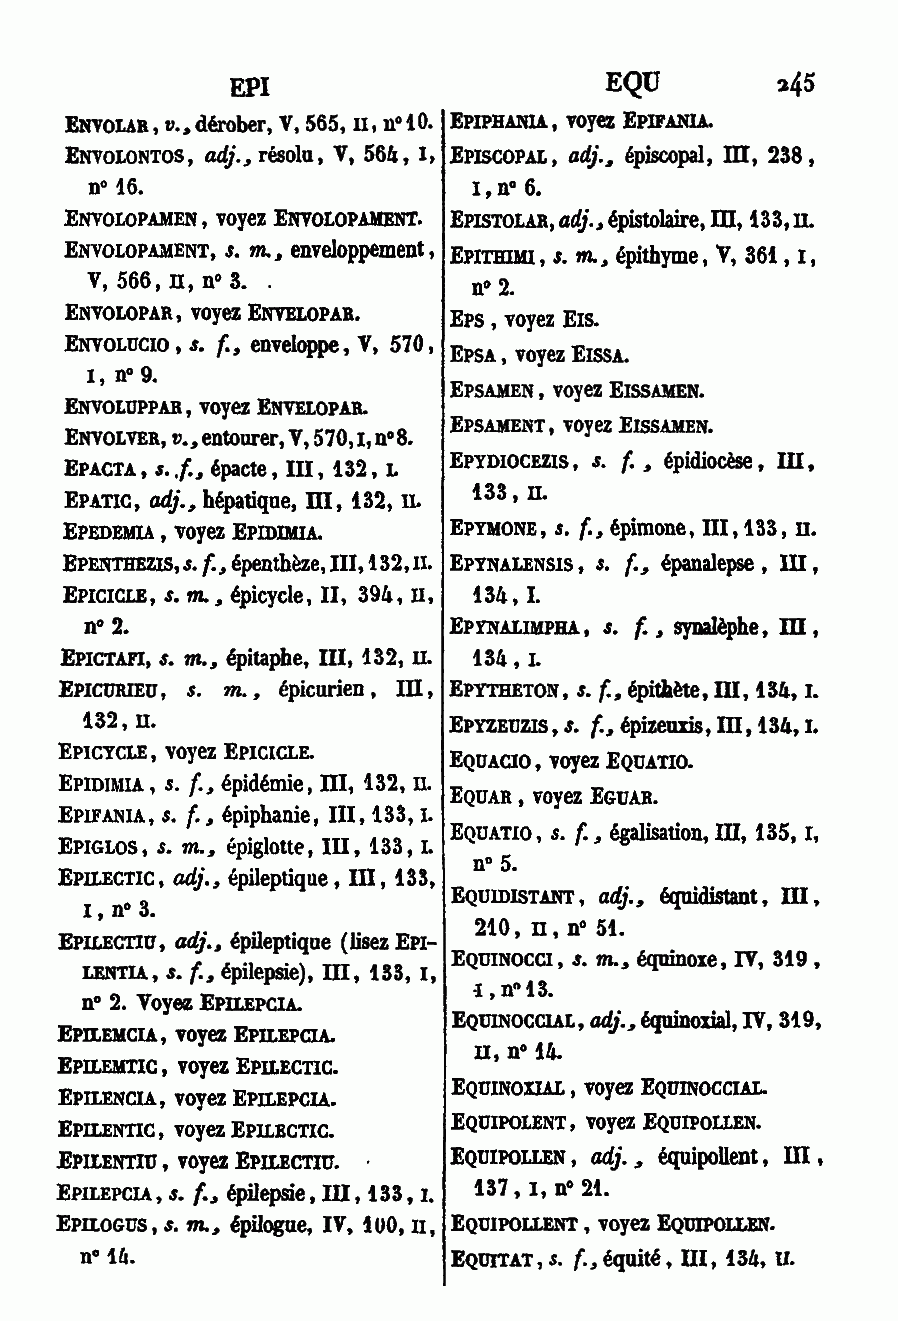 EPI
ENVOLAR, v., dérober, V, 565, II, n° 10.
ENVOLONTOS, adj., résolu, V, 564, I,
n° 16.
ENVOLOPAMEN, voyez ENVOLOPAMENT.
ENVOLOPAMENT, s. m., enveloppement,
V, 566, II, n° 3.
ENVOLOPAR, voyez ENVELOPAR.
ENVOLUCIO, s. f., enveloppe, V, 570,
I, n° 9.
ENVOLUPPAR, voyez ENVELOPAR.
ENVOLVER, v., entourer, V, 570, I, n° 8.
EPACTA, s. f., épacte, III, 132, I.
EPATIC, adj., hépatique, III, 132, II.
EPEDEMIA, voyez EPIDIMIA.
EPENTHEZIS, s. f., épenthèze, III, 132, II.
EPICICLE, s. m., épicycle, II, 394, II,
n° 2.
EPICTAFI, s. m., épitaphe, III, 132, II.
EPICURIEU, s. m., épicurien, III,
132, II.
EPICYCLE, voyez EPICICLE.
EPIDIMIA, s. f., épidémie, III, 132, II.
EPIFANIA, s. f., épiphanie, III, 133, I.
EPIGLOS, s. m., épiglotte, III, 133, I.
EPILECTIC, adj., épileptique, III, 133,
I, n° 3.
EPILECTIU, adj., épileptique (lisez EPI-
LENTIA, s. f., épilepsie), III, 133, I,
n° 2. Voyez EPILEPCIA.
EPILEMCIA, voyez EPILEPCIA.
EPILEMTIC, voyez EPILECTIC.
EPILENCIA, voyez EPILEPCIA.
EPILENTIC, voyez EPILECTIC.
EPILENTIU, voyez EPILECTIU.
EPILEPCIA, s. f., épilepsie, III, 133, I.
EPILOGUS, s. m., épilogue, IV, 100, II,
n° 14.
EQU 245
EPIPHANIA, voyez EPIFANIA.
EPISCOPAL, adj., épiscopal, III, 238,
I, n° 6.
EPISTOLAR, adj., épistolaire, III, 133, II.
EPITHIMI, s. m., épithyme, V, 361, I,
n° 2.
EPS, voyez EIS.
EPSA, voyez EISSA.
EPSAMEN, voyez EISSAMEN.
EPSAMENT, voyez EISSAMEN.
EPYDIOCEZIS, s. f., épidiocèse, III,
133, II.
EPYMONE, s. f., épimone, III, 133, II.
EPYNALENSIS, s. f., épanalepse, III,
134, I.
EPYNALIMPHA, s. f., synalèphe, III,
134, I.
EPYTHETON, s. f., épithète, III, 134, I.
EPYZEUZIS, s. f., épizeuxis, III, 134, I.
EQUACIO, voyez EQUATIO.
EQUAR, voyez EGUAR.
EQUATIO, s. f., égalisation, III, 135, I,
n° 5.
EQUIDISTANT, adj., équidistant, III,
210, II, n° 51.
EQUINOCCI, s. m., équinoxe, IV, 319,
I, n° 13.
EQUINOCCIAL, adj., équinoxial, IV, 319,
II, n° 14.
EQUINOXIAL, voyez EQUINOCCIAL.
EQUIPOLENT, voyez EQUIPOLLEN.
EQUIPOLLEN, adj., équipollent, III,
137, I, n° 21.
EQUIPOLLENT, voyez EQUIPOLLEN.
EQUITAT, s. f., équité, III, 134, II.